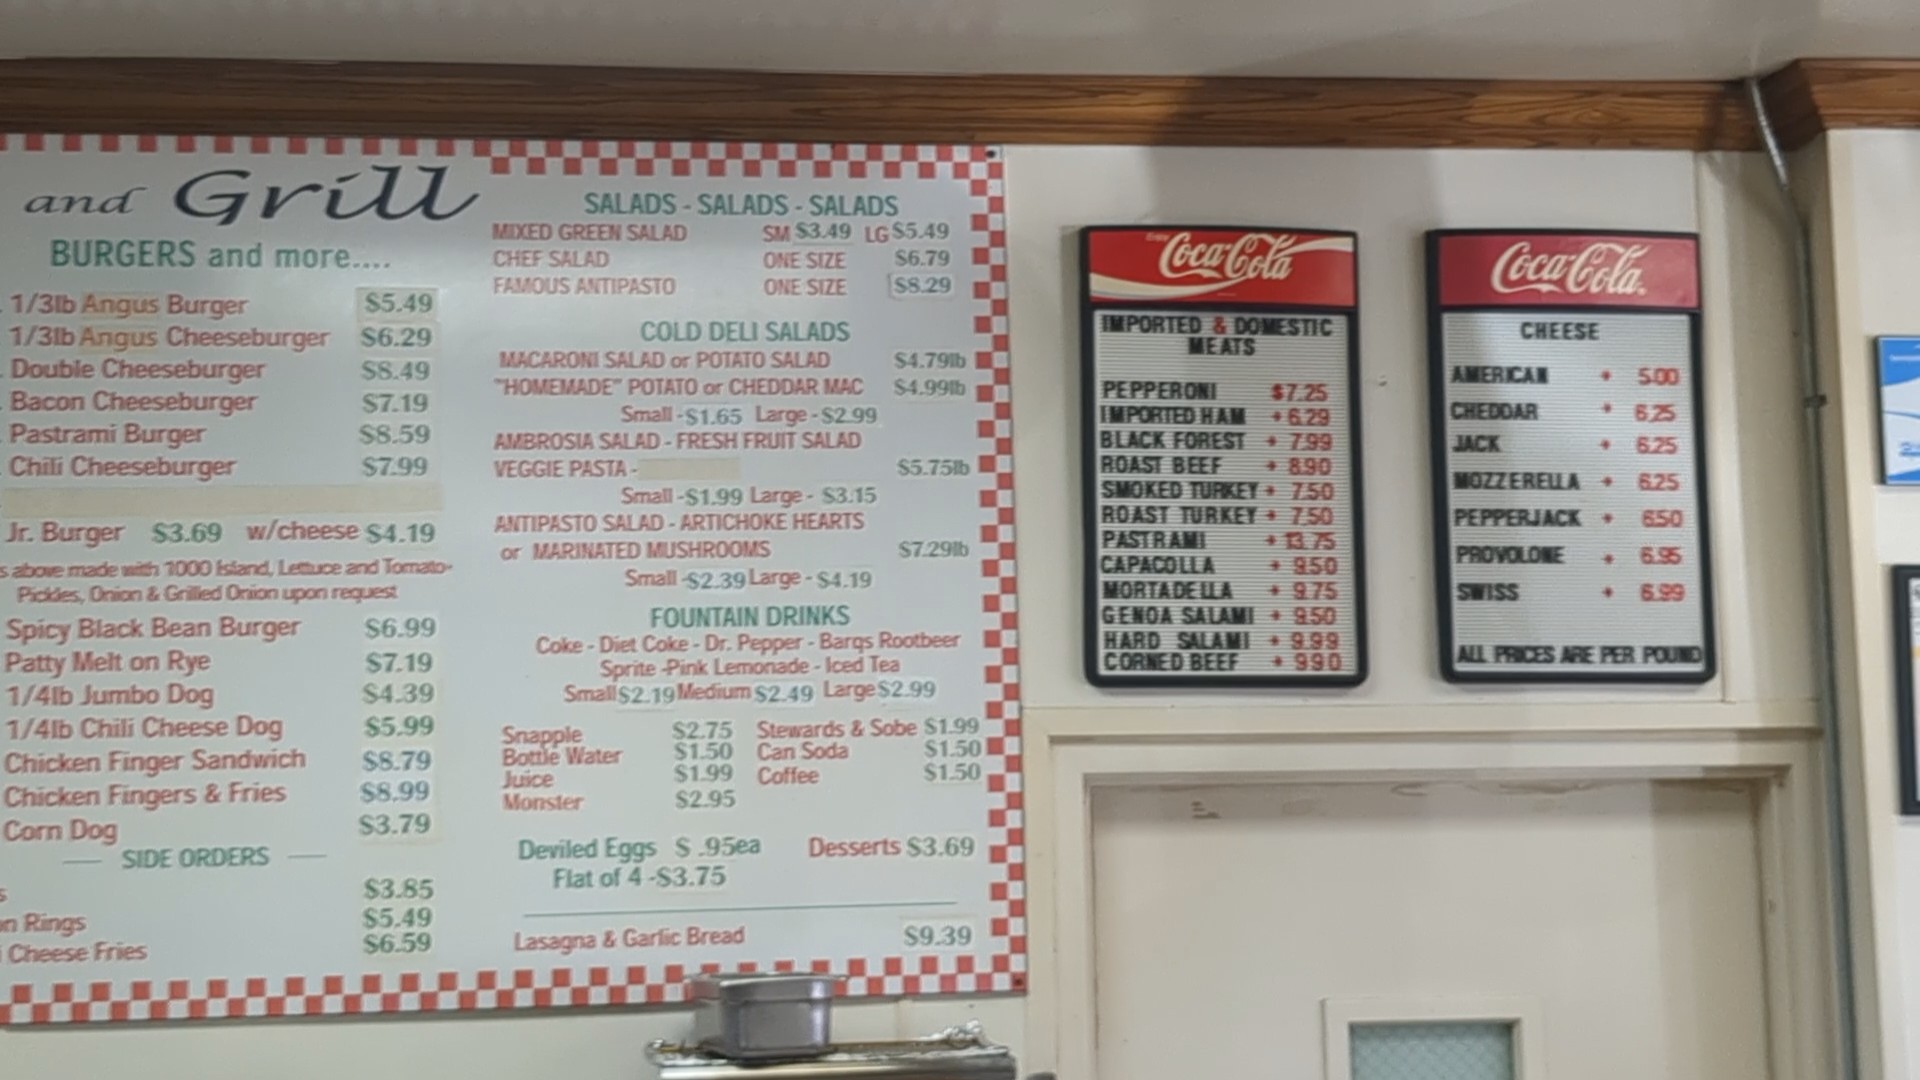 and Grill
BURGERS and more....
1/3lb Angus Burger $5.49
1/3lb Angus Cheeseburger $6.29
Double Cheeseburger $8.49
Bacon Cheeseburger $7.19
Pastrami Burger $8.59
Chili Cheeseburger $7.99
Jr. Burger $3.69 w/cheese $4.19
above made with 1000 Island, Lettuce and Tomato-
Pickles, Onion & Grilled Onion upon request
Spicy Black Bean Burger $6.99
Patty Melt on Rye $7.19
1/4lb Jumbo Dog $4.39
1/4lb Chili Cheese Dog $5.99
Chicken Finger Sandwich $8.79
Chicken Fingers & Fries $8.99
Corn Dog $3.79
SIDE ORDERS
$3.85
Rings $5.49
Cheese Fries $6.59
SALADS - SALADS - SALADS
MIXED GREEN SALAD SM $3.49 LG $5.49
CHEF SALAD ONE SIZE $6.79
FAMOUS ANTIPASTO ONE SIZE $8.29
COLD DELI SALADS
MACARONI SALAD or POTATO SALAD $4.79lb
"HOMEMADE" POTATO or CHEDDAR MAC $4.99lb
Small -$1.65 Large -$2.99
AMBROSIA SALAD - FRESH FRUIT SALAD
VEGGIE PASTA - $5.75lb
Small -$1.99 Large - $3.15
ANTIPASTO SALAD - ARTICHOKE HEARTS
or MARINATED MUSHROOMS $7.29lb
Small -$2.39 Large - $4.19
FOUNTAIN DRINKS
Coke - Diet Coke - Dr. Pepper - Barqs Rootbeer
Sprite -Pink Lemonade - Iced Tea
Small $2.19 Medium $2.49 Large $2.99
Snapple $2.75 Stewards & Sobe $1.99
Bottle Water $1.50 Can Soda $1.50
Juice $1.99 Coffee $1.50
Monster $2.95
Deviled Eggs $ .95ea Desserts $3.69
Flat of 4 -$3.75
Lasagna & Garlic Bread $9.39
Enjoy
Coca-Cola
IMPORTED & DOMESTIC
MEATS
PEPPERONI $7.25
IMPORTED HAM + 6.29
BLACK FOREST + 7.99
ROAST BEEF + 8.90
SMOKED TURKEY + 7.50
ROAST TURKEY + 7.50
PASTRAMI + 13.75
CAPACOLLA + 9.50
MORTADELLA + 9.75
GENOA SALAMI + 9.50
HARD SALAMI + 9.99
CORNED BEEF + 9.90
Coca-Cola
CHEESE
AMERICAN + 5.00
CHEDDAR + 6.25
JACK + 6.25
MOZZERELLA + 6.25
PEPPERJACK + 6.50
PROVOLONE + 6.95
SWISS + 6.99
ALL PRICES ARE PER POUND